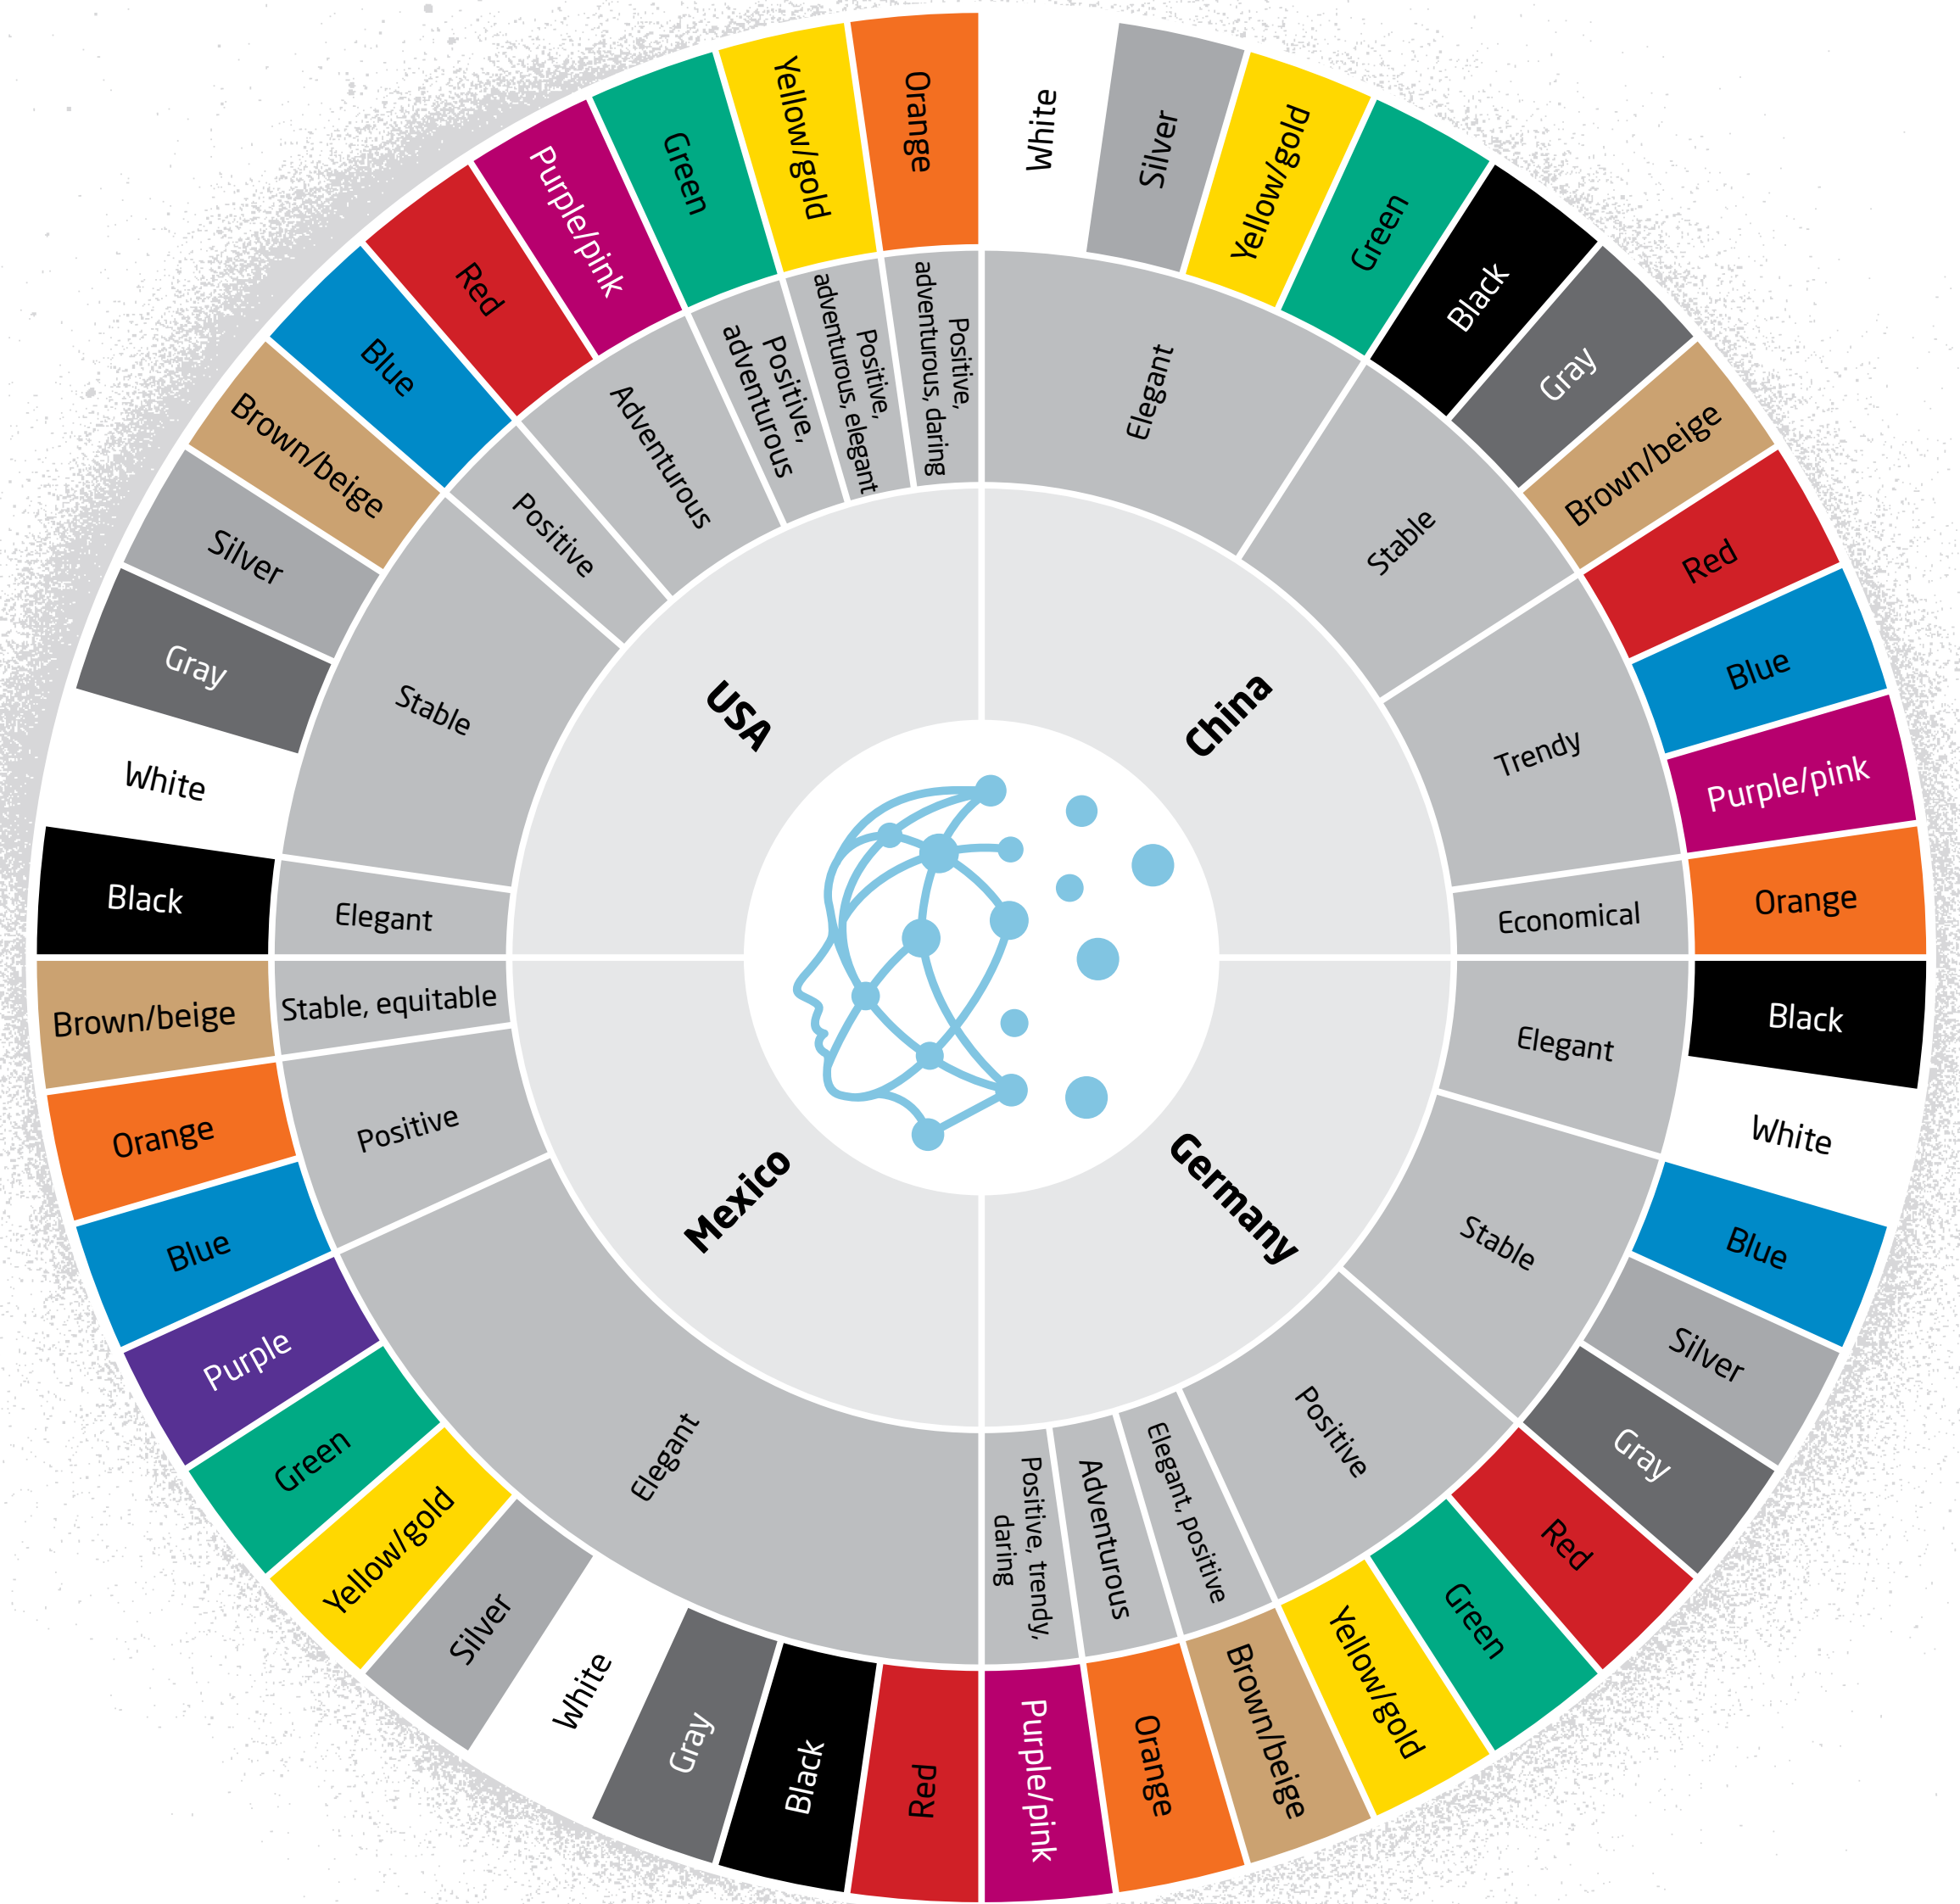 White
Silver
Yellow/gold
Green
Black
Gray
Brown/beige
Red
Blue
Purple/pink
Orange
Elegant
Stable
Trendy
Economical
China
Black
White
Blue
Silver
Gray
Red
Green
Yellow/gold
Brown/beige
Orange
Purple/pink
Elegant
Stable
Positive
Elegant, positive
Adventurous
Positive, trendy,
daring
Germany
Red
Black
Gray
White
Silver
Yellow/gold
Green
Purple
Blue
Orange
Brown/beige
Elegant
Positive
Stable, equitable
Mexico
Black
White
Gray
Silver
Brown/beige
Blue
Red
Purple/pink
Green
Yellow/gold
Orange
Elegant
Stable
Positive
Adventurous
Positive,
adventurous
Positive,
adventurous, elegant
Positive,
adventurous, daring
USA